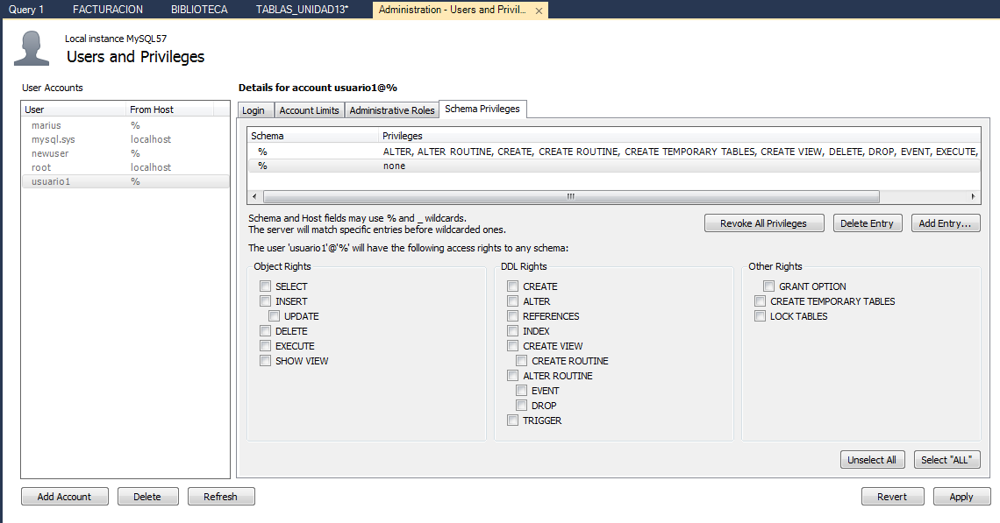 Query 1 FACTURACION BIBLIOTECA TABLAS_UNIDAD13* Administration - Users and Privil...
Local instance MySQL57
Users and Privileges
User Accounts
User From Host
marius %
mysql.sys localhost
newuser %
root localhost
usuario1 %
Details for account usuario1@%
Login Account Limits Administrative Roles Schema Privileges
Schema Privileges
% ALTER, ALTER ROUTINE, CREATE, CREATE ROUTINE, CREATE TEMPORARY TABLES, CREATE VIEW, DELETE, DROP, EVENT, EXECUTE,
% none
Schema and Host fields may use % and _ wildcards.
The server will match specific entries before wildcarded ones.
Revoke All Privileges Delete Entry Add Entry...
The user 'usuario1'@'%' will have the following access rights to any schema:
Object Rights
SELECT
INSERT
UPDATE
DELETE
EXECUTE
SHOW VIEW
DDL Rights
CREATE
ALTER
REFERENCES
INDEX
CREATE VIEW
CREATE ROUTINE
ALTER ROUTINE
EVENT
DROP
TRIGGER
Other Rights
GRANT OPTION
CREATE TEMPORARY TABLES
LOCK TABLES
Unselect All Select "ALL"
Add Account Delete Refresh Revert Apply